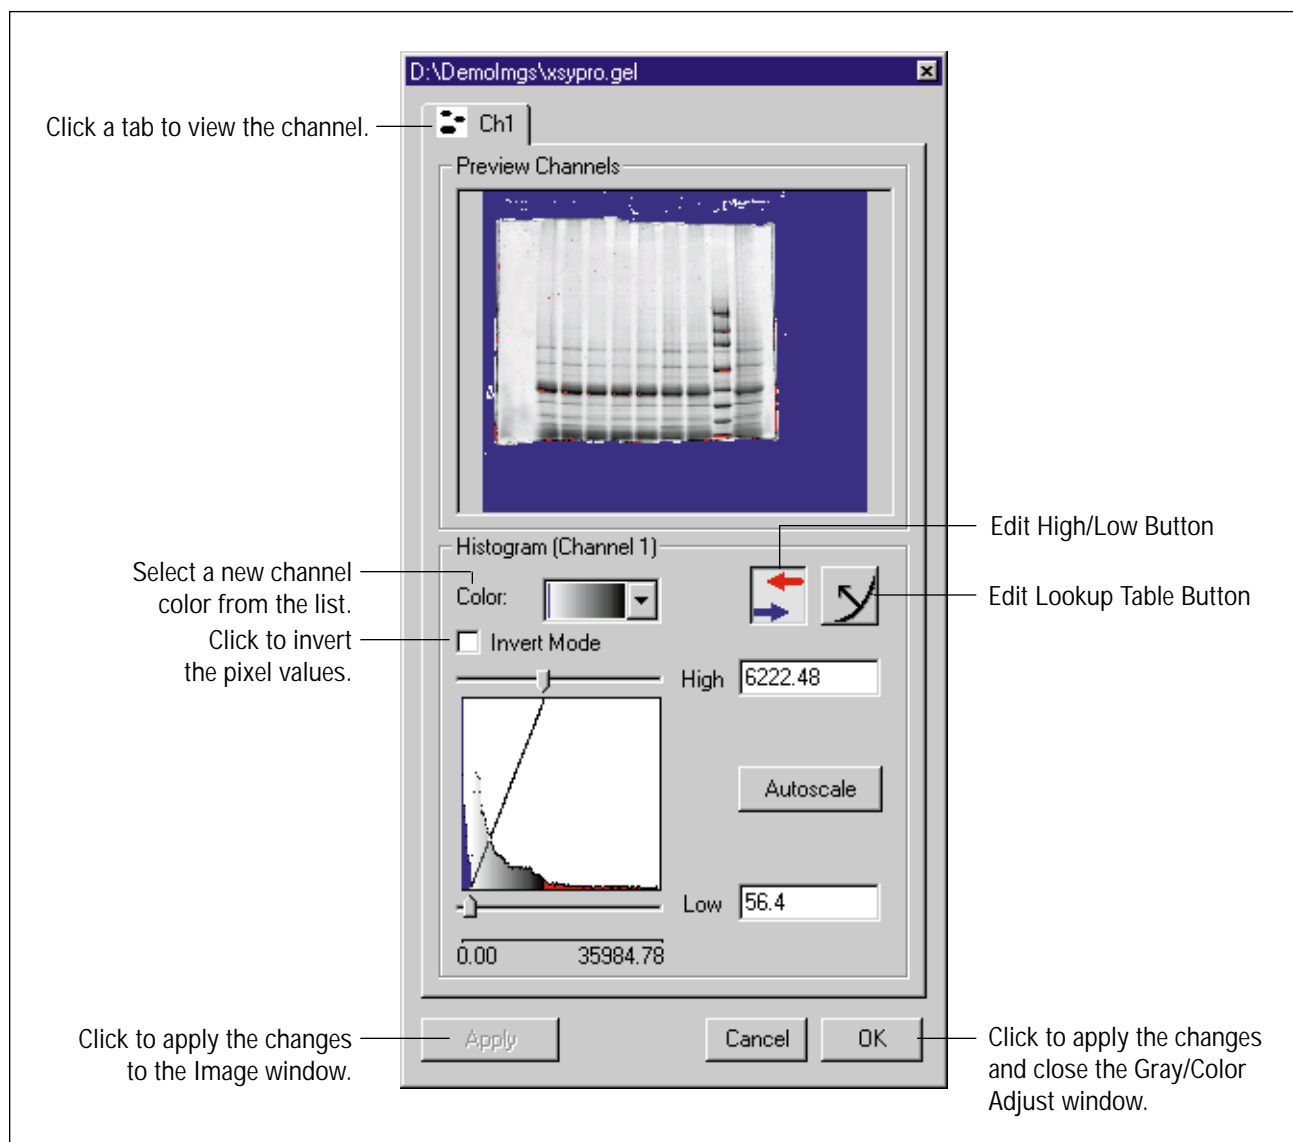 D:\DemoImgs\xsypro.gel
Click a tab to view the channel.
Ch1
Preview Channels
Edit High/Low Button
Histogram (Channel 1)
Select a new channel
color from the list.
Color:
Edit Lookup Table Button
Click to invert
the pixel values.
Invert Mode
High 6222.48
Autoscale
Low 56.4
0.00 35984.78
Click to apply the changes
to the Image window.
Apply
Cancel
OK
Click to apply the changes
and close the Gray/Color
Adjust window.